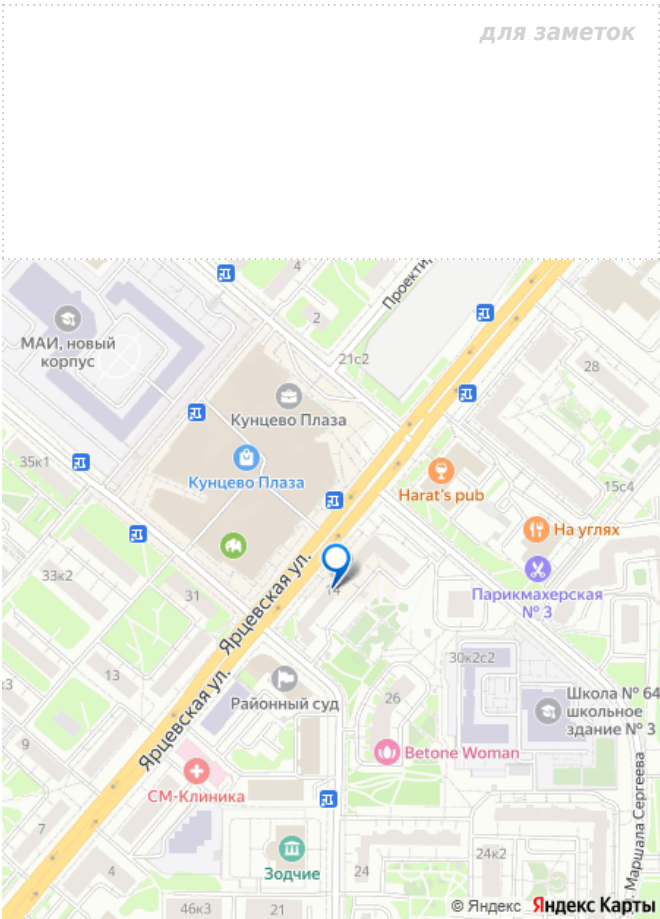 для заметок
4
Проекти
2
МАИ, новый
корпус
21с2
28
Кунцево Плаза
35к1
Кунцево Плаза
Harat's pub
15с4
На углях
Ярцевская ул.
33к2
14
31
Парикмахерская
№ 3
30к2с2
13
к3
Районный суд
26
Школа № 64
школьное
здание № 3
Ярцевская ул.
9
Betone Woman
СМ-Клиника
Маршала Сергеева
7
4
Зодчие
24
24к2
46к3
21
© Яндекс Яндекс Карты